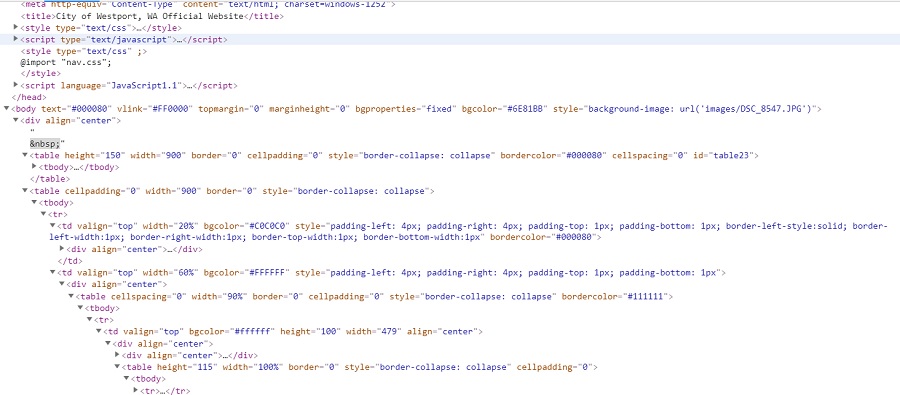 <meta http-equiv="Content-Type" content="text/html; charset=windows-1252">
<title>City of Westport, WA Official Website</title>
<style type="text/css">…</style>
<script type="text/javascript">…</script>
<style type="text/css" ;>
@import "nav.css";
</style>
<script language="JavaScript1.1">…</script>
</head>
<body text="#000080" vlink="#FF0000" topmargin="0" marginheight="0" bgproperties="fixed" bgcolor="#6E81BB" style="background-image: url('images/DSC_8547.JPG')">
<div align="center">
"
&nbsp;"
<table height="150" width="900" border="0" cellpadding="0" style="border-collapse: collapse" bordercolor="#000080" cellspacing="0" id="table23">
<tbody>…</tbody>
</table>
<table cellpadding="0" width="900" border="0" style="border-collapse: collapse">
<tbody>
<tr>
<td valign="top" width="20%" bgcolor="#C0C0C0" style="padding-left: 4px; padding-right: 4px; padding-top: 1px; padding-bottom: 1px; border-left-style:solid; border-
left-width:1px; border-right-width:1px; border-top-width:1px; border-bottom-width:1px" bordercolor="#000080">
<div align="center">…</div>
</td>
<td valign="top" width="60%" bgcolor="#FFFFFF" style="padding-left: 4px; padding-right: 4px; padding-top: 1px; padding-bottom: 1px">
<div align="center">
<table cellspacing="0" width="90%" border="0" cellpadding="0" style="border-collapse: collapse" bordercolor="#111111">
<tbody>
<tr>
<td valign="top" bgcolor="#ffffff" height="100" width="479" align="center">
<div align="center">
<div align="center">…</div>
<table height="115" width="100%" border="0" style="border-collapse: collapse" cellpadding="0">
<tbody>
<tr>…</tr>